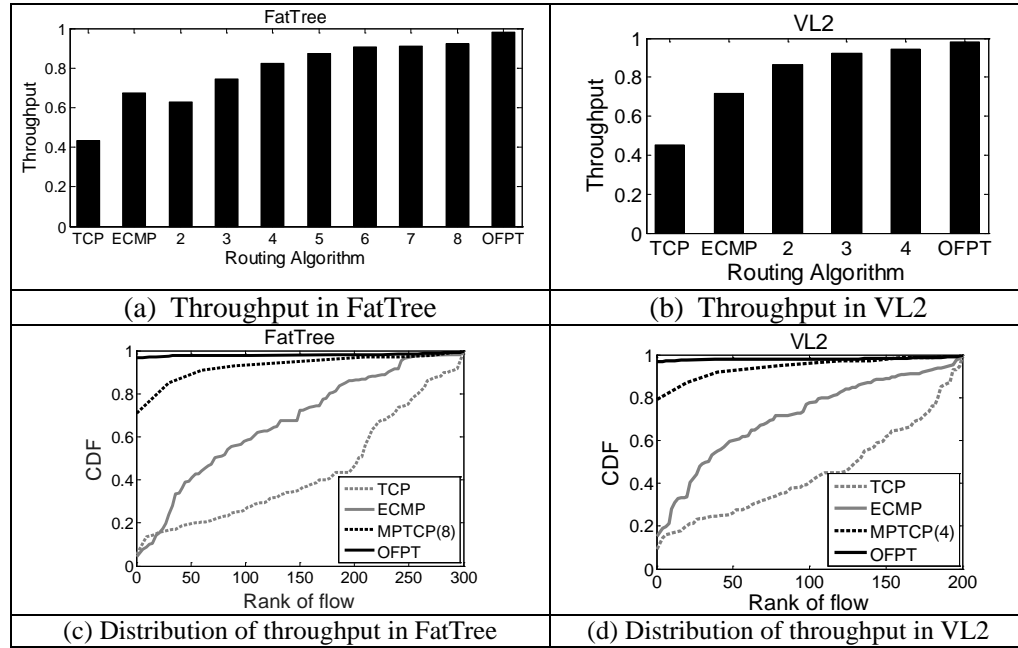 FatTree
1
0.8
0.6
0.4
0.2
0
Throughput
TCP ECMP 2 3 4 5 6 7 8 OFPT
Routing Algorithm
(a) Throughput in FatTree
VL2
1
0.8
0.6
0.4
0.2
0
Throughput
TCP ECMP 2 3 4 OFPT
Routing Algorithm
(b) Throughput in VL2
FatTree
1
0.8
0.6
0.4
0.2
0
CDF
TCP
ECMP
MPTCP(8)
OFPT
0 50 100 150 200 250 300
Rank of flow
(c) Distribution of throughput in FatTree
VL2
1
0.8
0.6
0.4
0.2
0
CDF
TCP
ECMP
MPTCP(4)
OFPT
0 50 100 150 200
Rank of flow
(d) Distribution of throughput in VL2